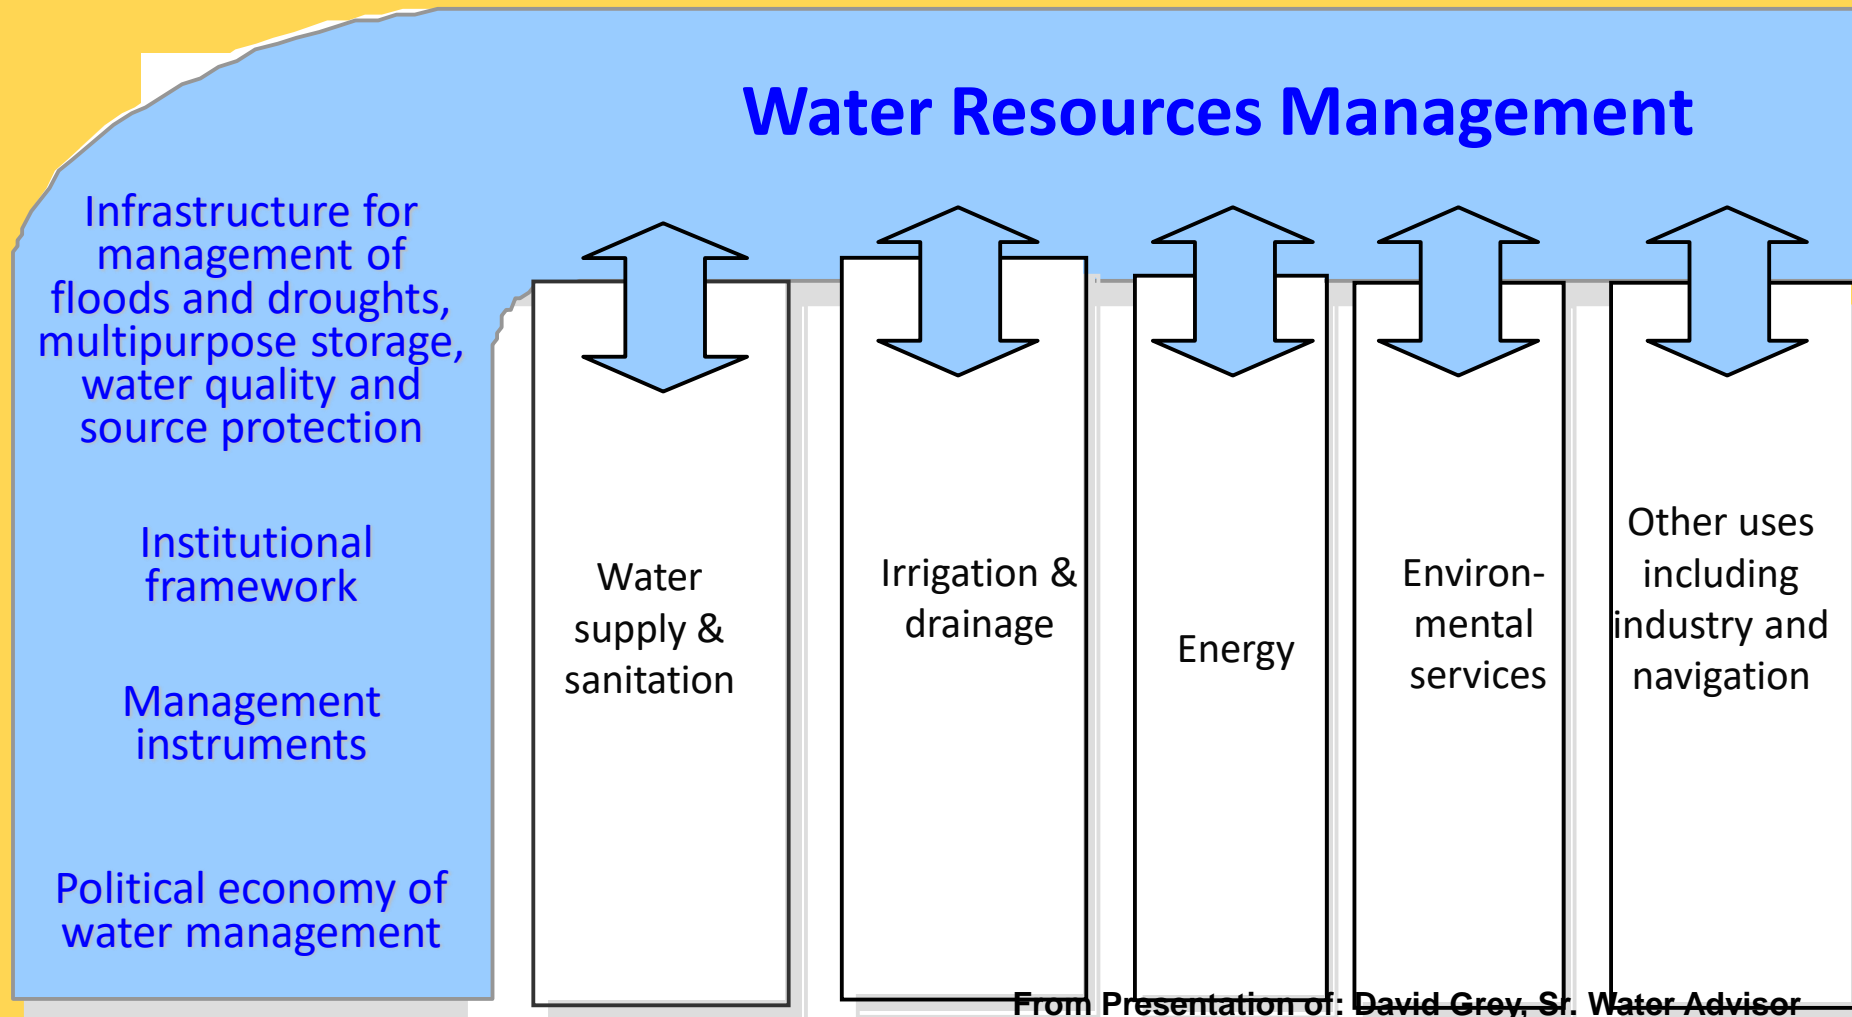 Water Resources Management
Infrastructure for
management of
floods and droughts,
multipurpose storage,
water quality and
source protection
Institutional
framework
Management
instruments
Political economy of
water management
Water
supply &
sanitation
Irrigation &
drainage
Energy
Environ-
mental
services
Other uses
including
industry and
navigation
From Presentation of: David Grey, Sr. Water Advisor